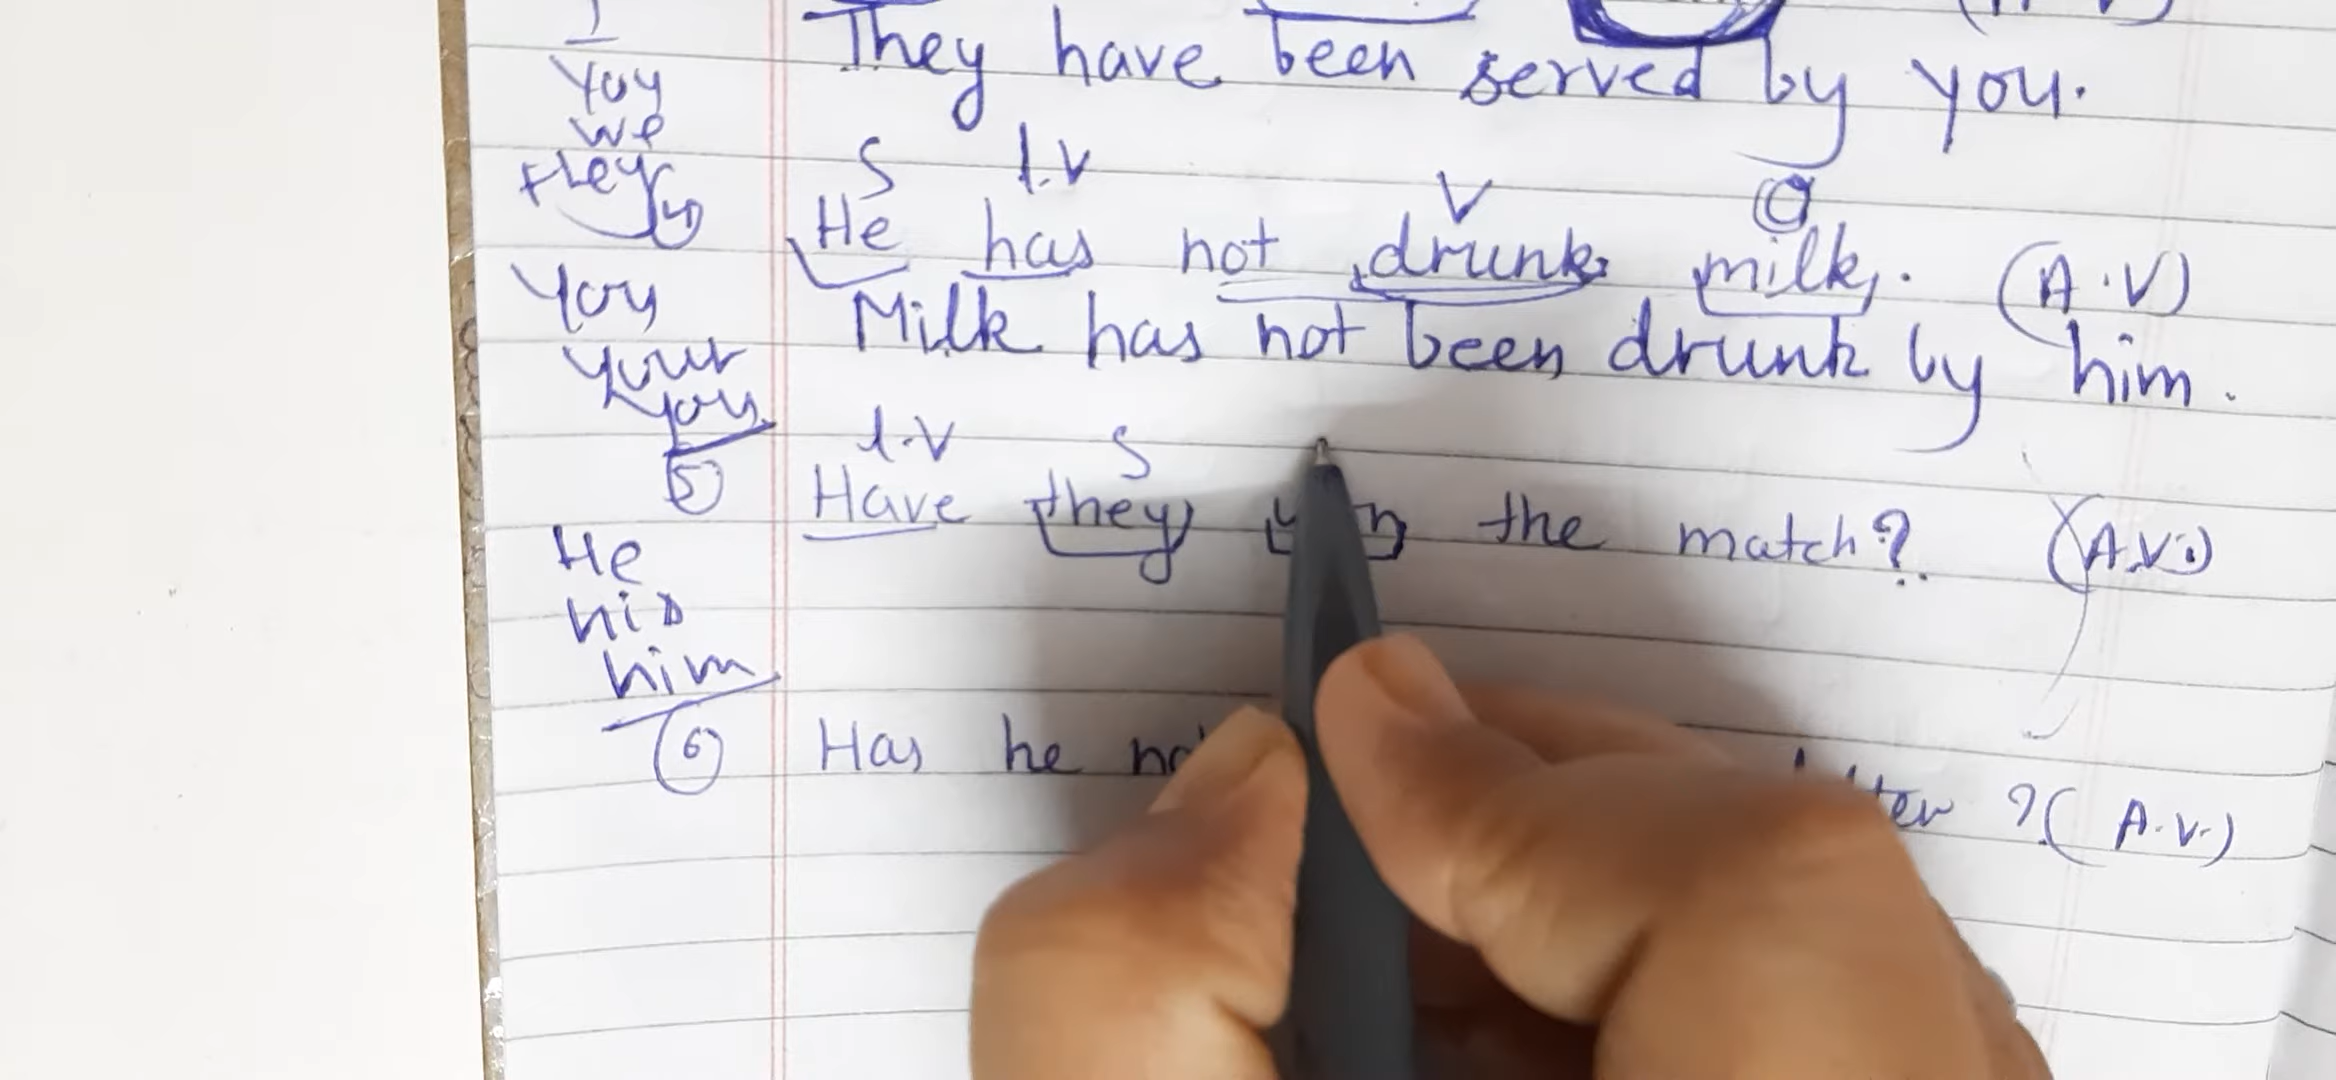 I
You
we
they
They have been served by you.
S h.V V O
④ He has not drunk milk. (A.V)
Milk has not been drunk by him.
You
your
you
h.V S
⑤ Have they the match? (A.V.)
He
his
him
⑥ Has he ? (A.V.)